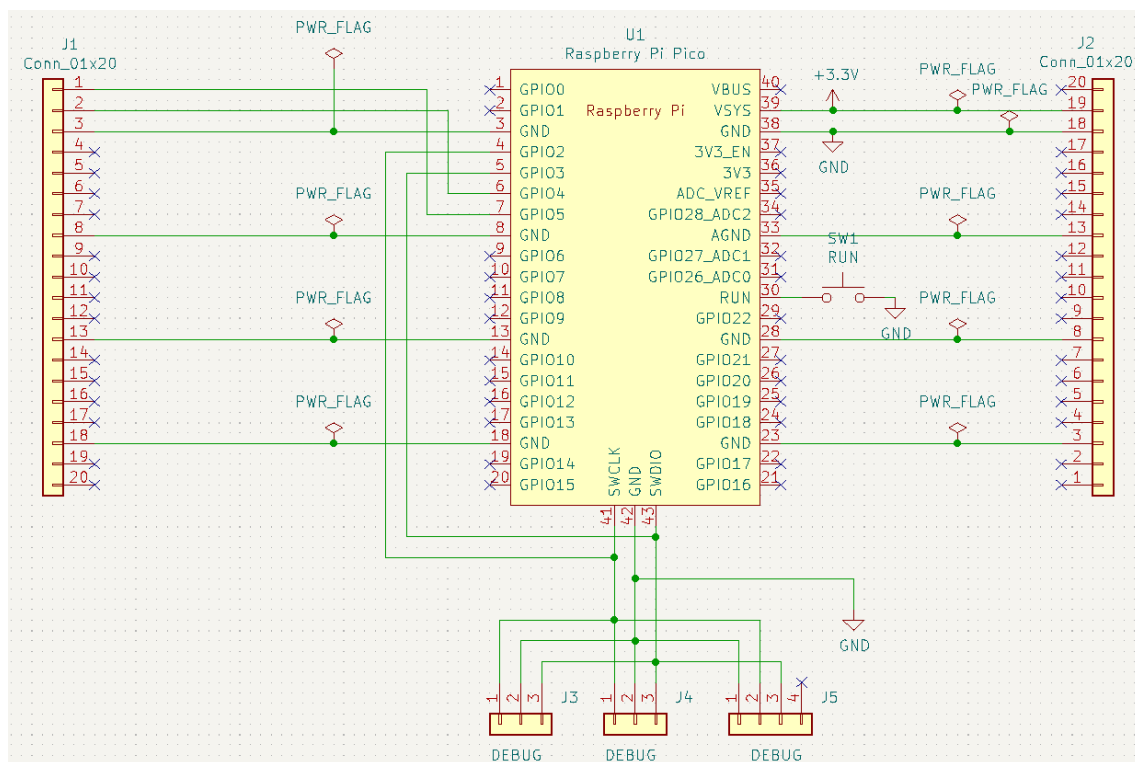 PWR_FLAG
J1
Conn_01x20
U1
Raspberry Pi Pico
J2
Conn_01x20
+3.3V
PWR_FLAG
PWR_FLAG
1 1 GPIO0 VBUS 40 20
2 2 GPIO1 Raspberry Pi VSYS 39 19
3 3 GND GND 38 18
4 4 GPIO2 3V3_EN 37 17
GND
5 5 GPIO3 3V3 36 16
6 6 GPIO4 ADC_VREF 35 15
PWR_FLAG PWR_FLAG
7 7 GPIO5 GPIO28_ADC2 34 14
8 8 GND AGND 33 13
SW1
9 9 GPIO6 GPIO27_ADC1 32 12
RUN
10 10 GPIO7 GPIO26_ADC0 31 11
11 11 GPIO8 RUN 30 10
PWR_FLAG PWR_FLAG
12 12 GPIO9 GPIO22 29 9
GND
13 13 GND GND 28 8
14 14 GPIO10 GPIO21 27 7
15 15 GPIO11 GPIO20 26 6
16 16 GPIO12 GPIO19 25 5
PWR_FLAG PWR_FLAG
17 17 GPIO13 GPIO18 24 4
18 18 GND GND 23 3
19 19 GPIO14 GPIO17 22 2
20 20 GPIO15 GPIO16 21 1
SWCLK GND SWDIO
41 42 43
GND
1 2 3 J3
1 2 3 J4
1 2 3 4 J5
DEBUG DEBUG DEBUG